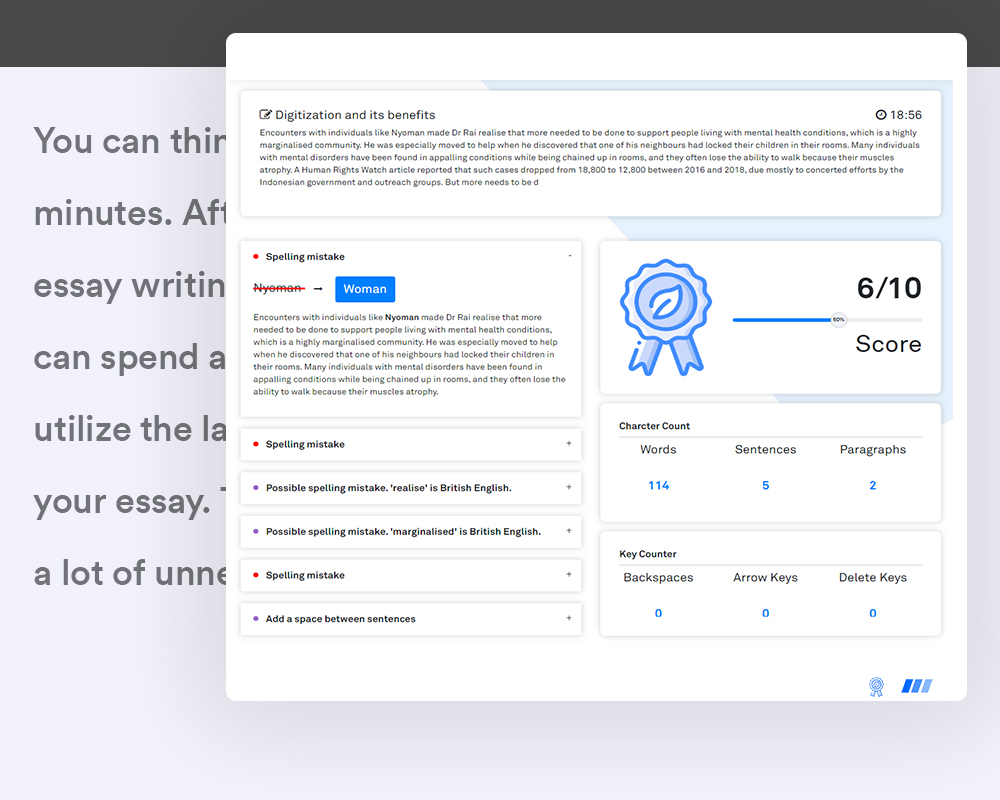 You can thin
minutes. Aft
essay writin
can spend a
utilize the la
your essay. T
a lot of unne
Digitization and its benefits
18:56
Encounters with individuals like Nyoman made Dr Rai realise that more needed to be done to support people living with mental health conditions, which is a highly
marginalised community. He was especially moved to help when he discovered that one of his neighbours had locked their children in their rooms. Many individuals
with mental disorders have been found in appalling conditions while being chained up in rooms, and they often lose the ability to walk because their muscles
atrophy. A Human Rights Watch article reported that such cases dropped from 18,800 to 12,800 between 2016 and 2018, due mostly to concerted efforts by the
Indonesian government and outreach groups. But more needs to be d
Spelling mistake -
Nyoman → Woman
Encounters with individuals like Nyoman made Dr Rai realise that more
needed to be done to support people living with mental health conditions,
which is a highly marginalised community. He was especially moved to help
when he discovered that one of his neighbours had locked their children in
their rooms. Many individuals with mental disorders have been found in
appalling conditions while being chained up in rooms, and they often lose the
ability to walk because their muscles atrophy.
Spelling mistake +
Possible spelling mistake. 'realise' is British English. +
Possible spelling mistake. 'marginalised' is British English. +
Spelling mistake +
Add a space between sentences +
6/10
60%
Score
Charcter Count
Words Sentences Paragraphs
114 5 2
Key Counter
Backspaces Arrow Keys Delete Keys
0 0 0